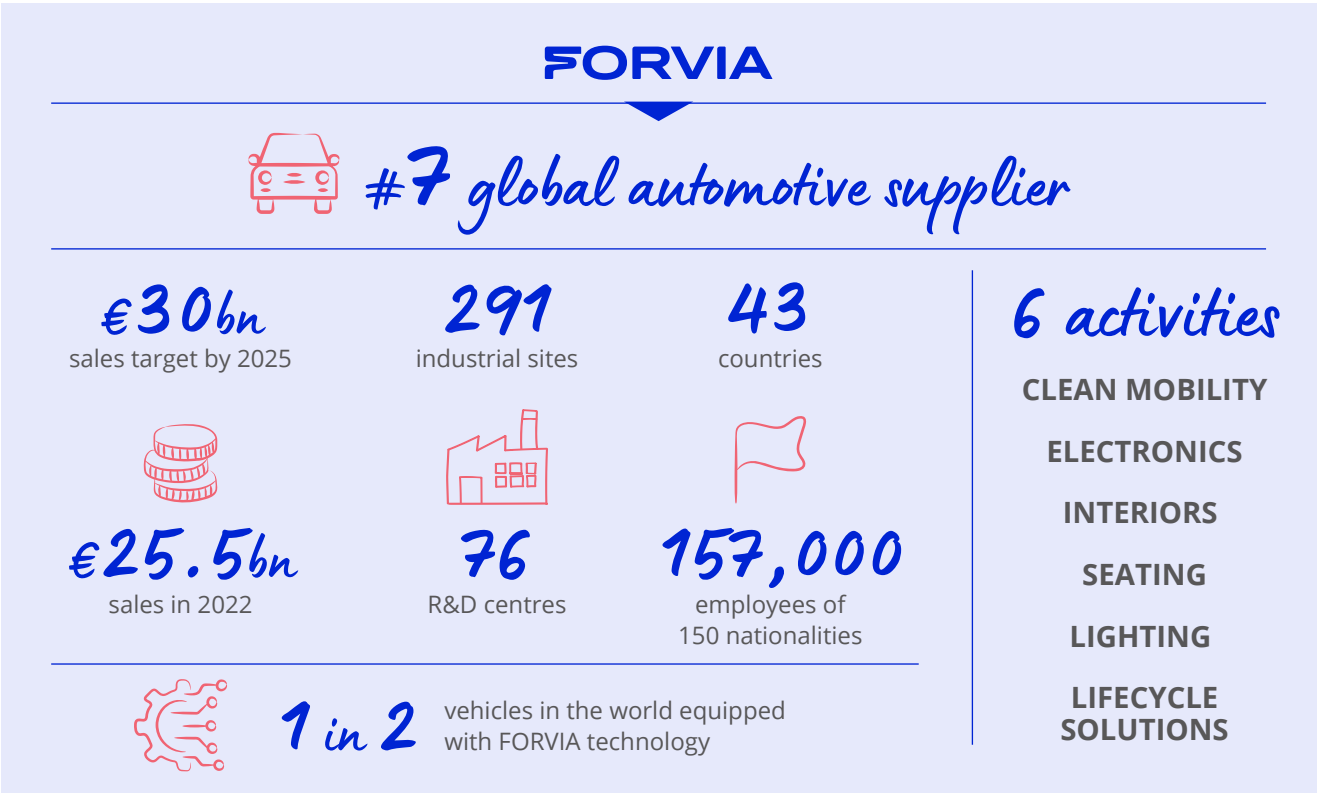 FORVIA
#7 global automotive supplier
€30bn
sales target by 2025
291
industrial sites
43
countries
€25.5bn
sales in 2022
76
R&D centres
157,000
employees of
150 nationalities
1 in 2
vehicles in the world equipped
with FORVIA technology
6 activities
CLEAN MOBILITY
ELECTRONICS
INTERIORS
SEATING
LIGHTING
LIFECYCLE
SOLUTIONS